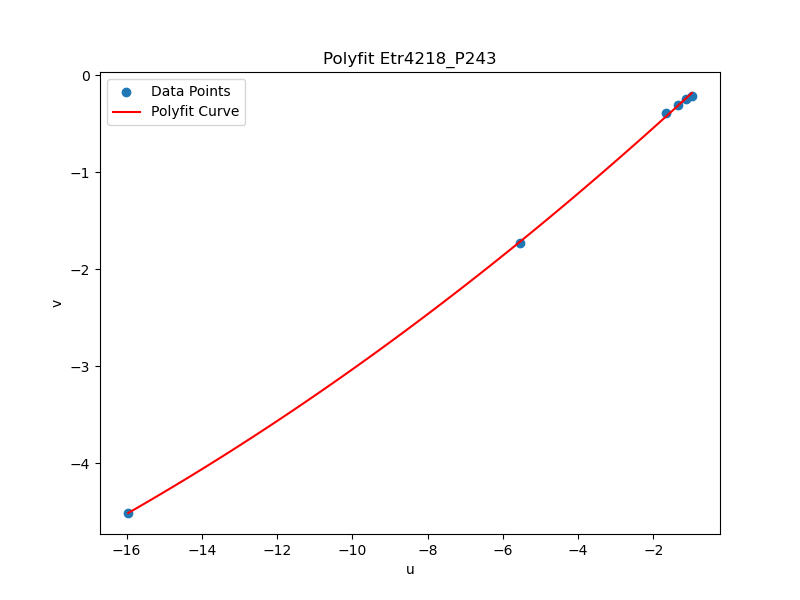 Polyfit Etr4218_P243
Data Points
Polyfit Curve
0
−1
−2
−3
−4
v
−16
−14
−12
−10
−8
−6
−4
−2
u